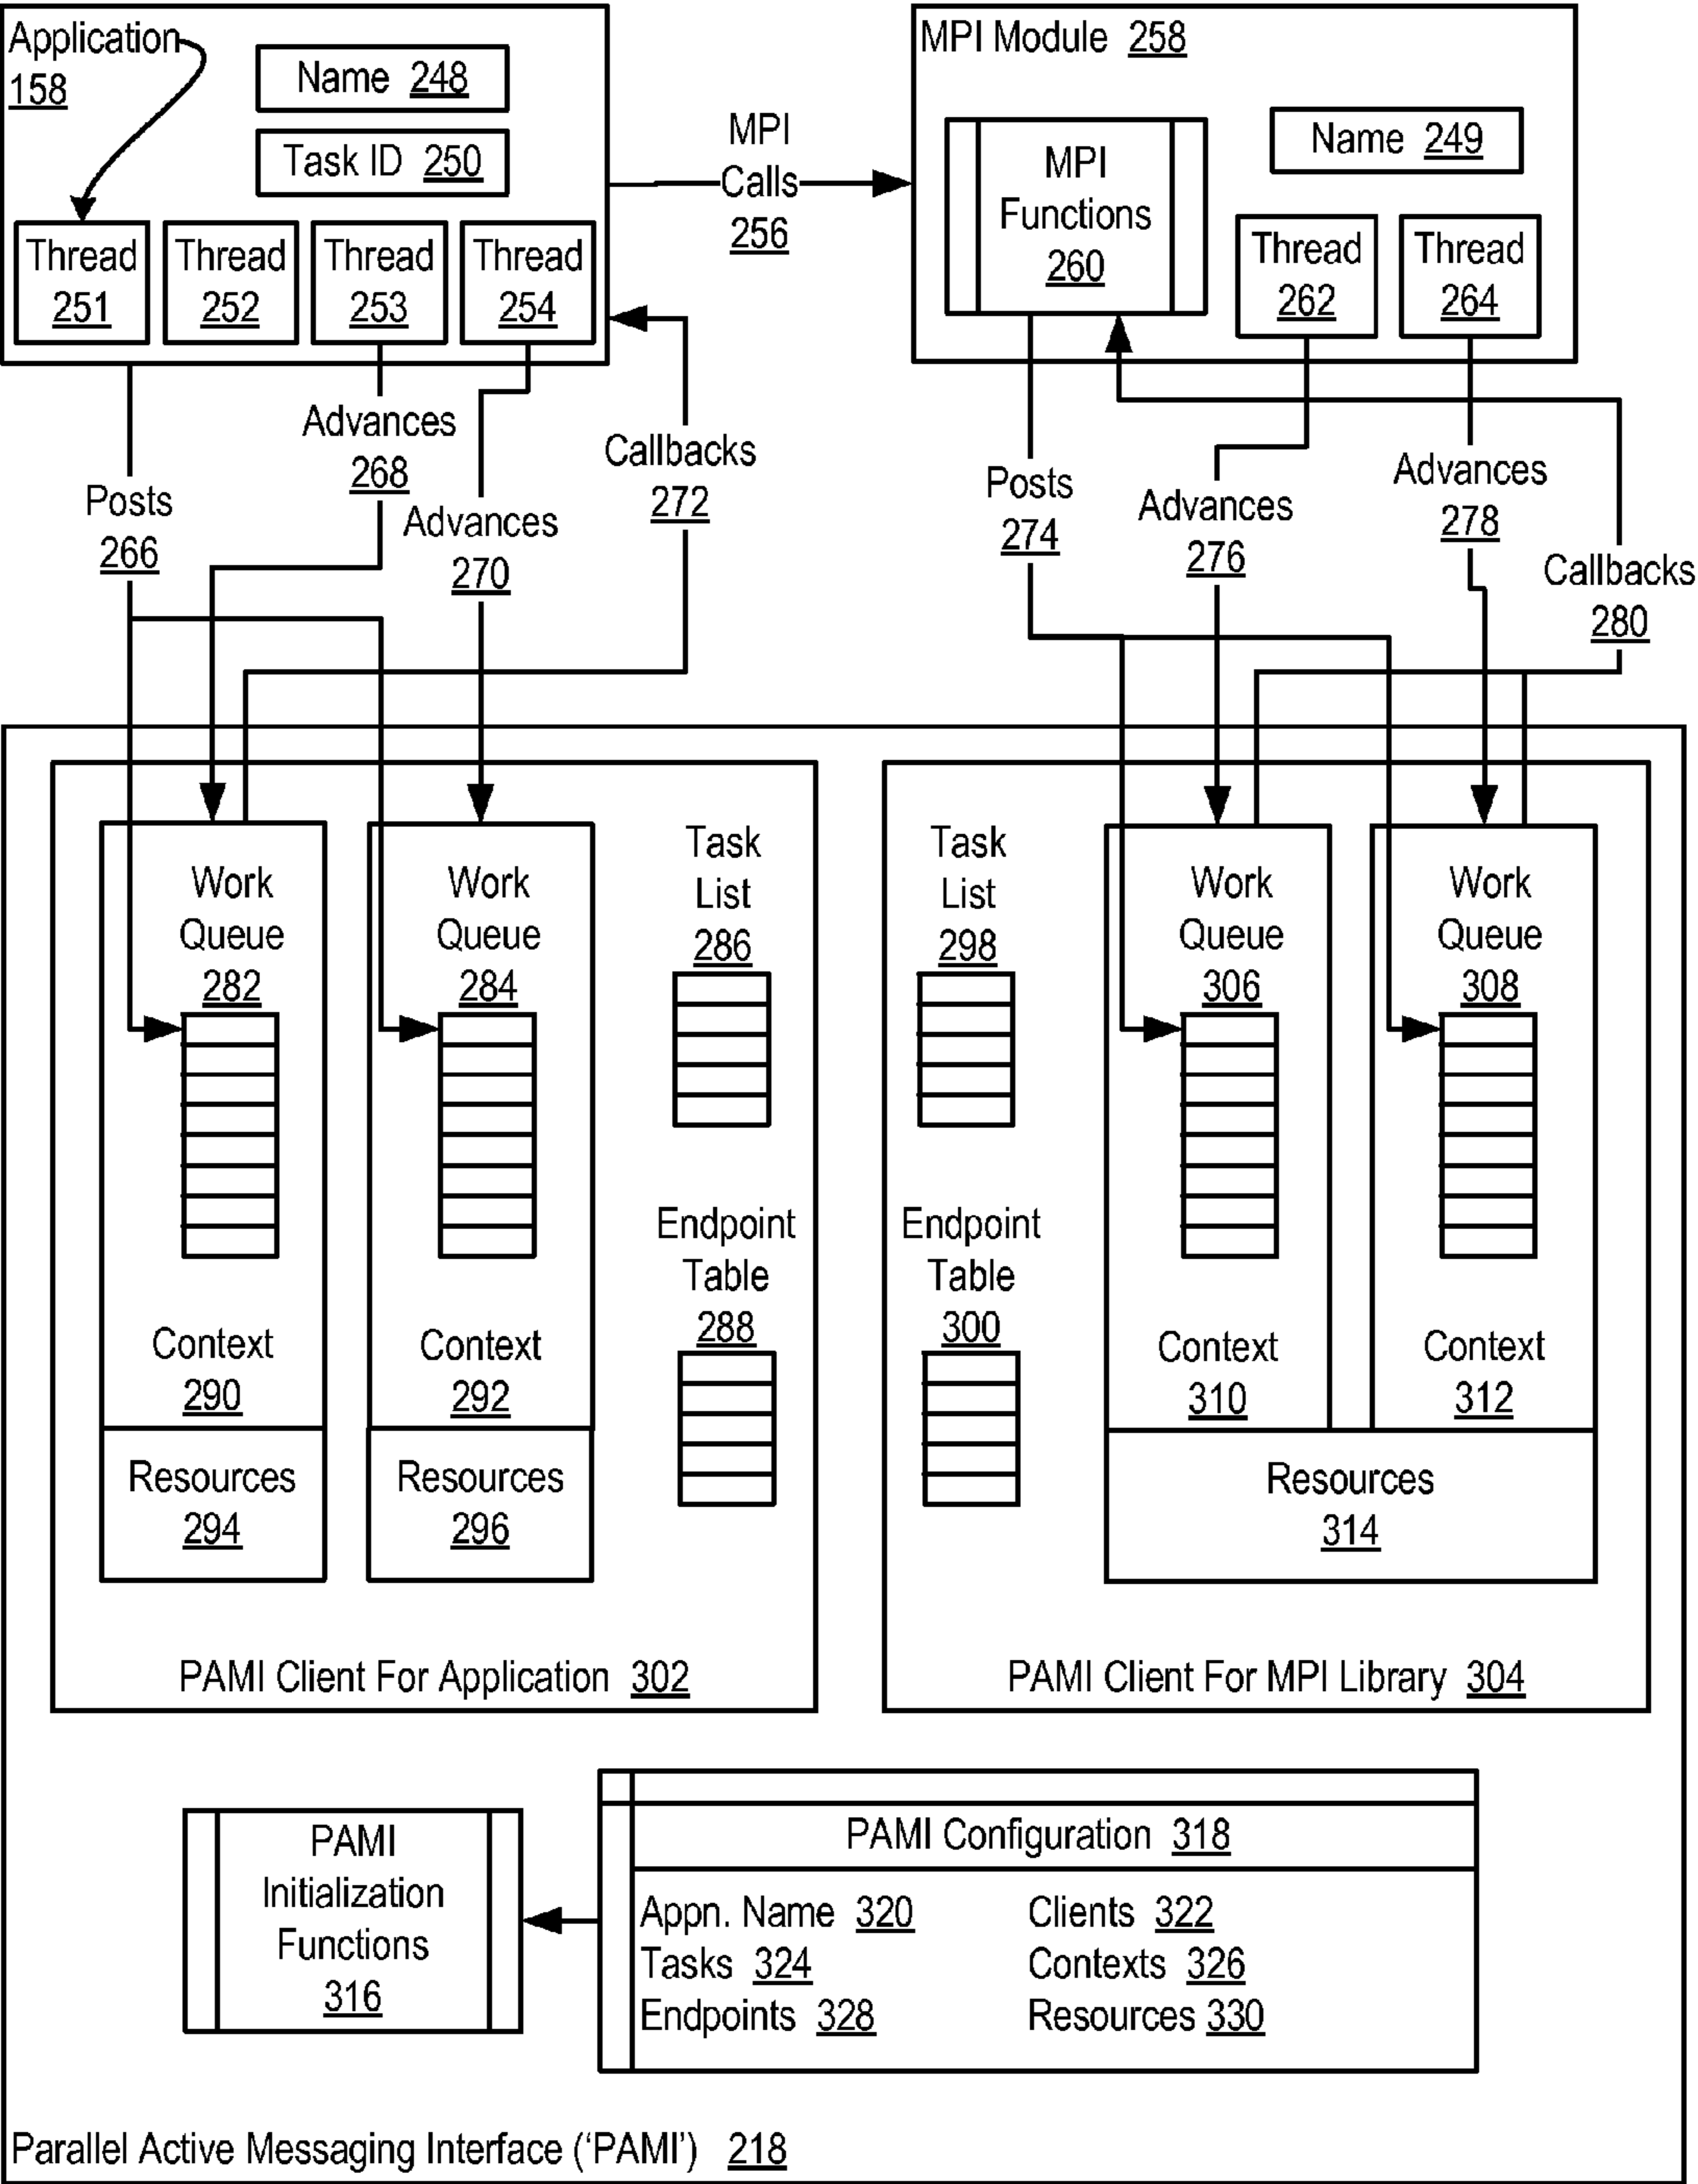 Application
158
Name 248
Task ID 250
Thread
251
Thread
252
Thread
253
Thread
254
MPI
Calls
256
MPI Module 258
MPI
Functions
260
Name 249
Thread
262
Thread
264
Posts
266
Advances
268
Advances
270
Callbacks
272
Posts
274
Advances
276
Advances
278
Callbacks
280
Work
Queue
282
Context
290
Resources
294
Work
Queue
284
Context
292
Resources
296
Task
List
286
Endpoint
Table
288
PAMI Client For Application 302
Task
List
298
Endpoint
Table
300
Work
Queue
306
Context
310
Work
Queue
308
Context
312
Resources
314
PAMI Client For MPI Library 304
PAMI
Initialization
Functions
316
PAMI Configuration 318
Appn. Name 320 Clients 322
Tasks 324 Contexts 326
Endpoints 328 Resources 330
Parallel Active Messaging Interface (‘PAMI’) 218